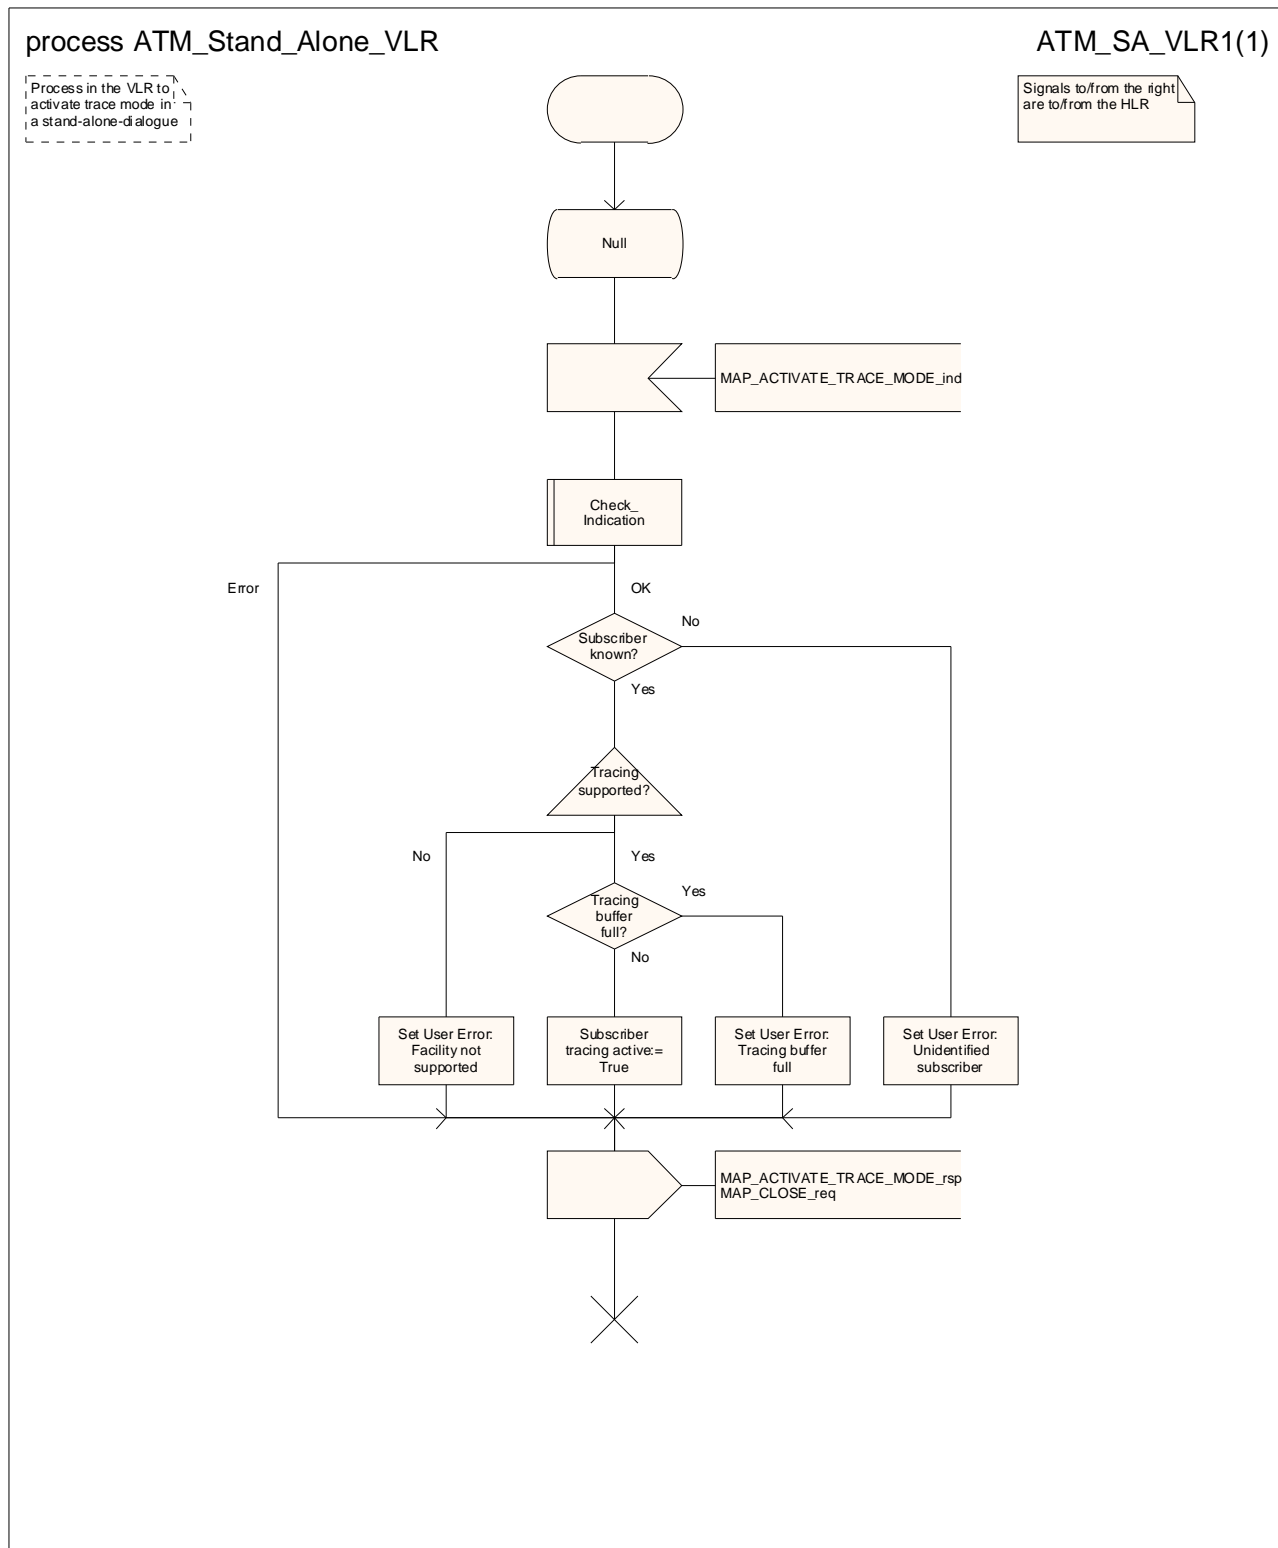 process ATM_Stand_Alone_VLR
ATM_SA_VLR1(1)
Process in the VLR to
activate trace mode in
a stand-alone-dialogue
Signals to/from the right
are to/from the HLR
Null
MAP_ACTIVATE_TRACE_MODE_ind
Check_
Indication
Error
OK
Subscriber
known?
No
Yes
Tracing
supported?
No
Yes
Tracing
buffer
full?
Yes
No
Set User Error:
Facility not
supported
Subscriber
tracing active:=
True
Set User Error:
Tracing buffer
full
Set User Error:
Unidentified
subscriber
MAP_ACTIVATE_TRACE_MODE_rsp
MAP_CLOSE_req